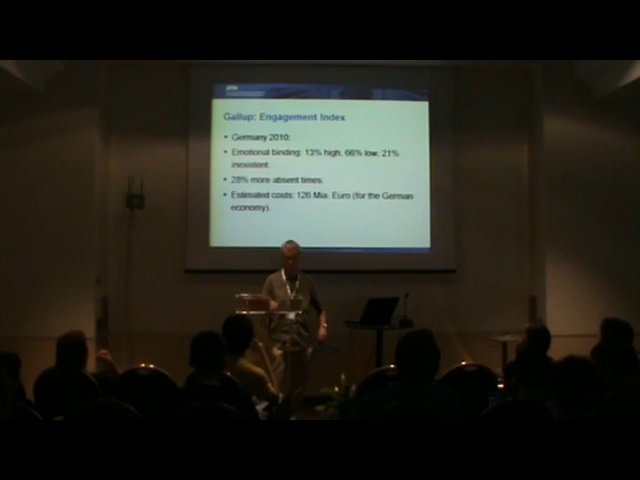 Gallup: Engagement Index
• Germany 2010:
• Emotional binding: 13% high; 66% low; 21%
inexistent.
• 28% more absent times.
• Estimated costs: 126 Mia. Euro (for the German
economy).